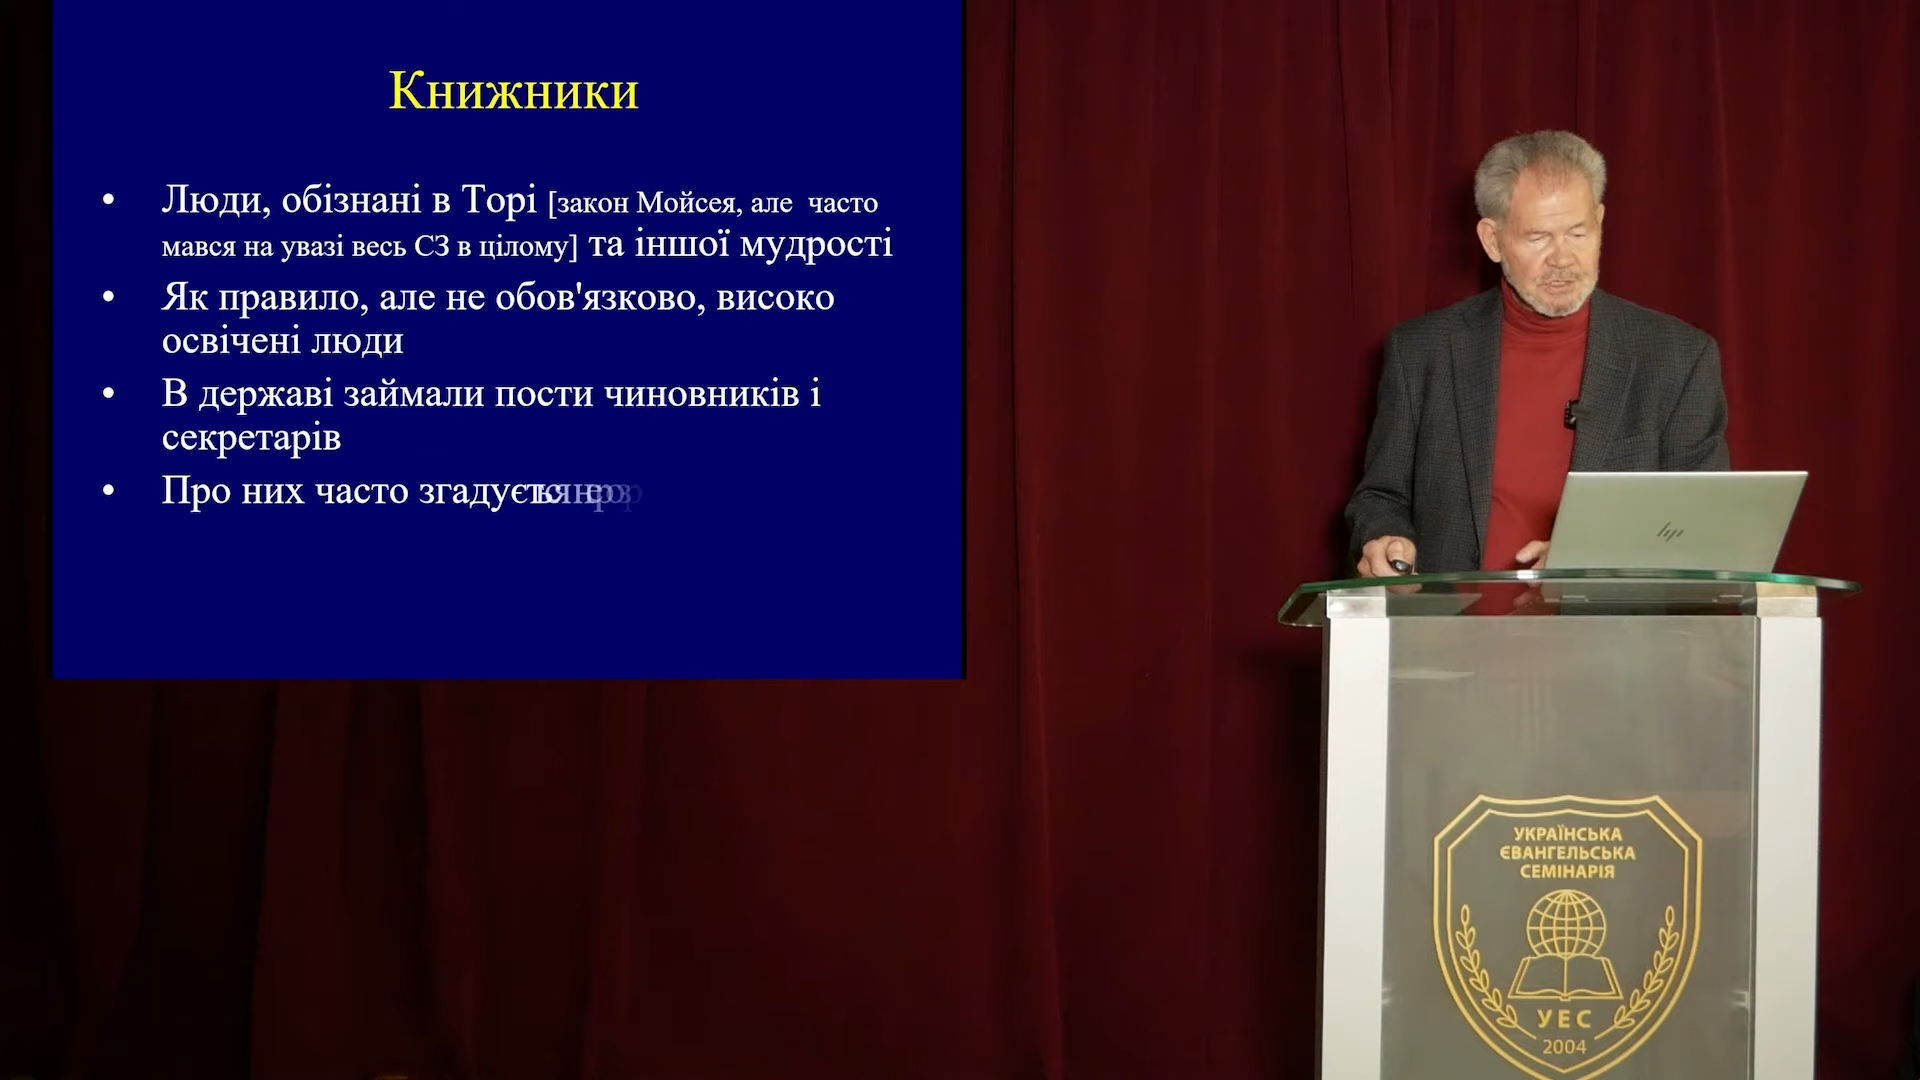 Книжники
• Люди, обізнані в Торі [закон Мойсея, але часто
мався на увазі весь СЗ в цілому] та іншої мудрості
• Як правило, але не обов'язково, високо
освічені люди
• В державі займали пости чиновників і
секретарів
• Про них часто
УКРАЇНСЬКА
ЄВАНГЕЛЬСЬКА
СЕМІНАРІЯ
УЕС
2004
hp